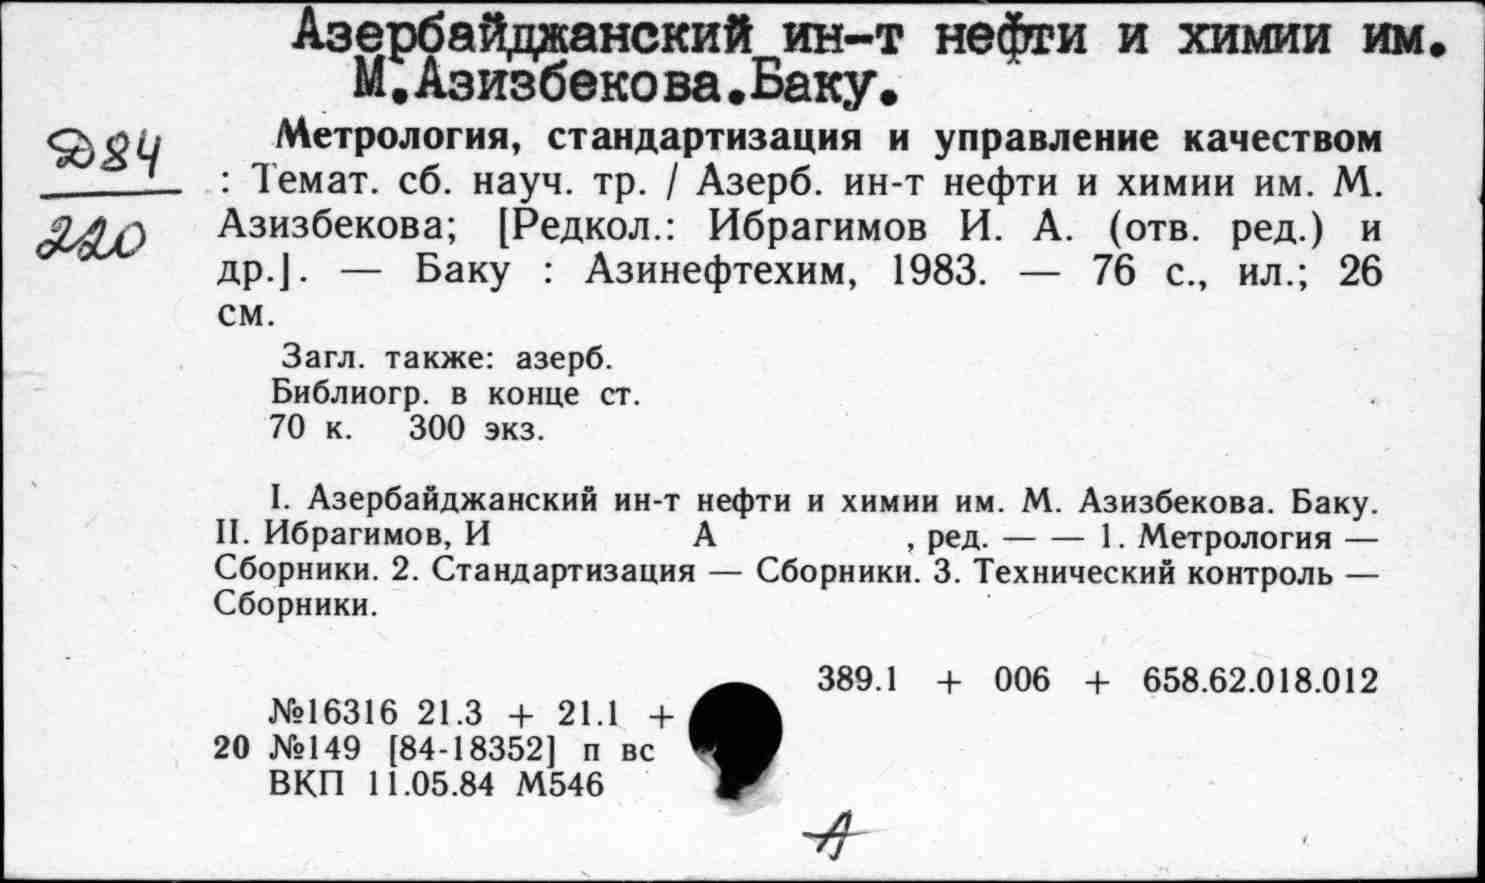 Азербайджанский ин-т нефти и химии им.
М.Азизбекова.Баку.
Д84
220
Метрология, стандартизация и управление качеством
: Темат. сб. науч. тр. / Азерб. ин-т нефти и химии им. М.
Азизбекова; [Редкол.: Ибрагимов И. А. (отв. ред.) и
др.]. — Баку : Азинефтехим, 1983. — 76 с., ил.; 26
см.
Загл. также: азерб.
Библиогр. в конце ст.
70 к. 300 экз.
I. Азербайджанский ин-т нефти и химии им. М. Азизбекова. Баку.
II. Ибрагимов, И А , ред. — — 1. Метрология —
Сборники. 2. Стандартизация — Сборники. 3. Технический контроль —
Сборники.
389.1 + 006 + 658.62.018.012
№16316 21.3 + 21.1 +
20 №149 [84-18352] п вс
ВКП 11.05.84 М546
А